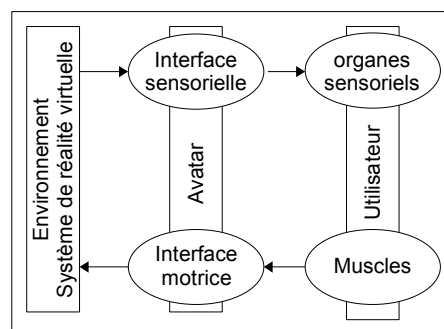 Environnement
Système de réalité virtuelle
Interface
sensorielle
organes
sensoriels
Avatar
Utilisateur
Interface
motrice
Muscles